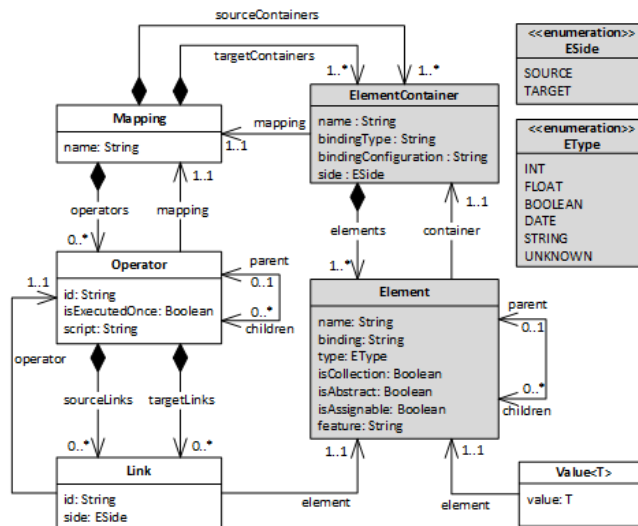 sourceContainers
targetContainers
1..*
1..*
<<enumeration>>
ESide
SOURCE
TARGET
Mapping
name: String
mapping
1..1
ElementContainer
name : String
bindingType : String
bindingConfiguration : String
side : ESide
<<enumeration>>
EType
INT
FLOAT
BOOLEAN
DATE
STRING
UNKNOWN
1..1
1..1
operators
mapping
elements
container
0..*
1..*
1..1
Operator
id: String
isExecutedOnce: Boolean
script: String
parent
0..1
0..*
children
operator
Element
name: String
binding: String
type: EType
isCollection: Boolean
isAbstract: Boolean
isAssignable: Boolean
feature: String
parent
0..1
0..*
children
sourceLinks
targetLinks
0..*
0..*
1..1
1..1
Link
id: String
side: ESide
element
element
Value<T>
value: T